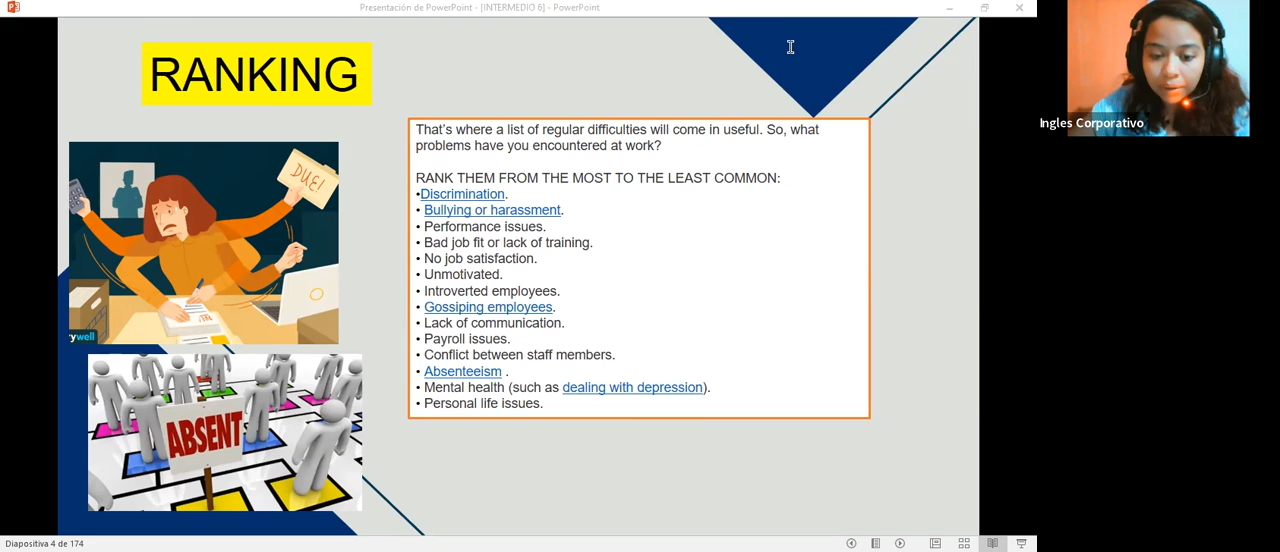 Presentación de PowerPoint - [INTERMEDIO 6] - PowerPoint
RANKING
DUE!
rywell
ABSENT
That's where a list of regular difficulties will come in useful. So, what
problems have you encountered at work?
RANK THEM FROM THE MOST TO THE LEAST COMMON:
•Discrimination.
• Bullying or harassment.
• Performance issues.
• Bad job fit or lack of training.
• No job satisfaction.
• Unmotivated.
• Introverted employees.
• Gossiping employees.
• Lack of communication.
• Payroll issues.
• Conflict between staff members.
• Absenteeism .
• Mental health (such as dealing with depression).
• Personal life issues.
Ingles Corporativo
Diapositiva 4 de 174